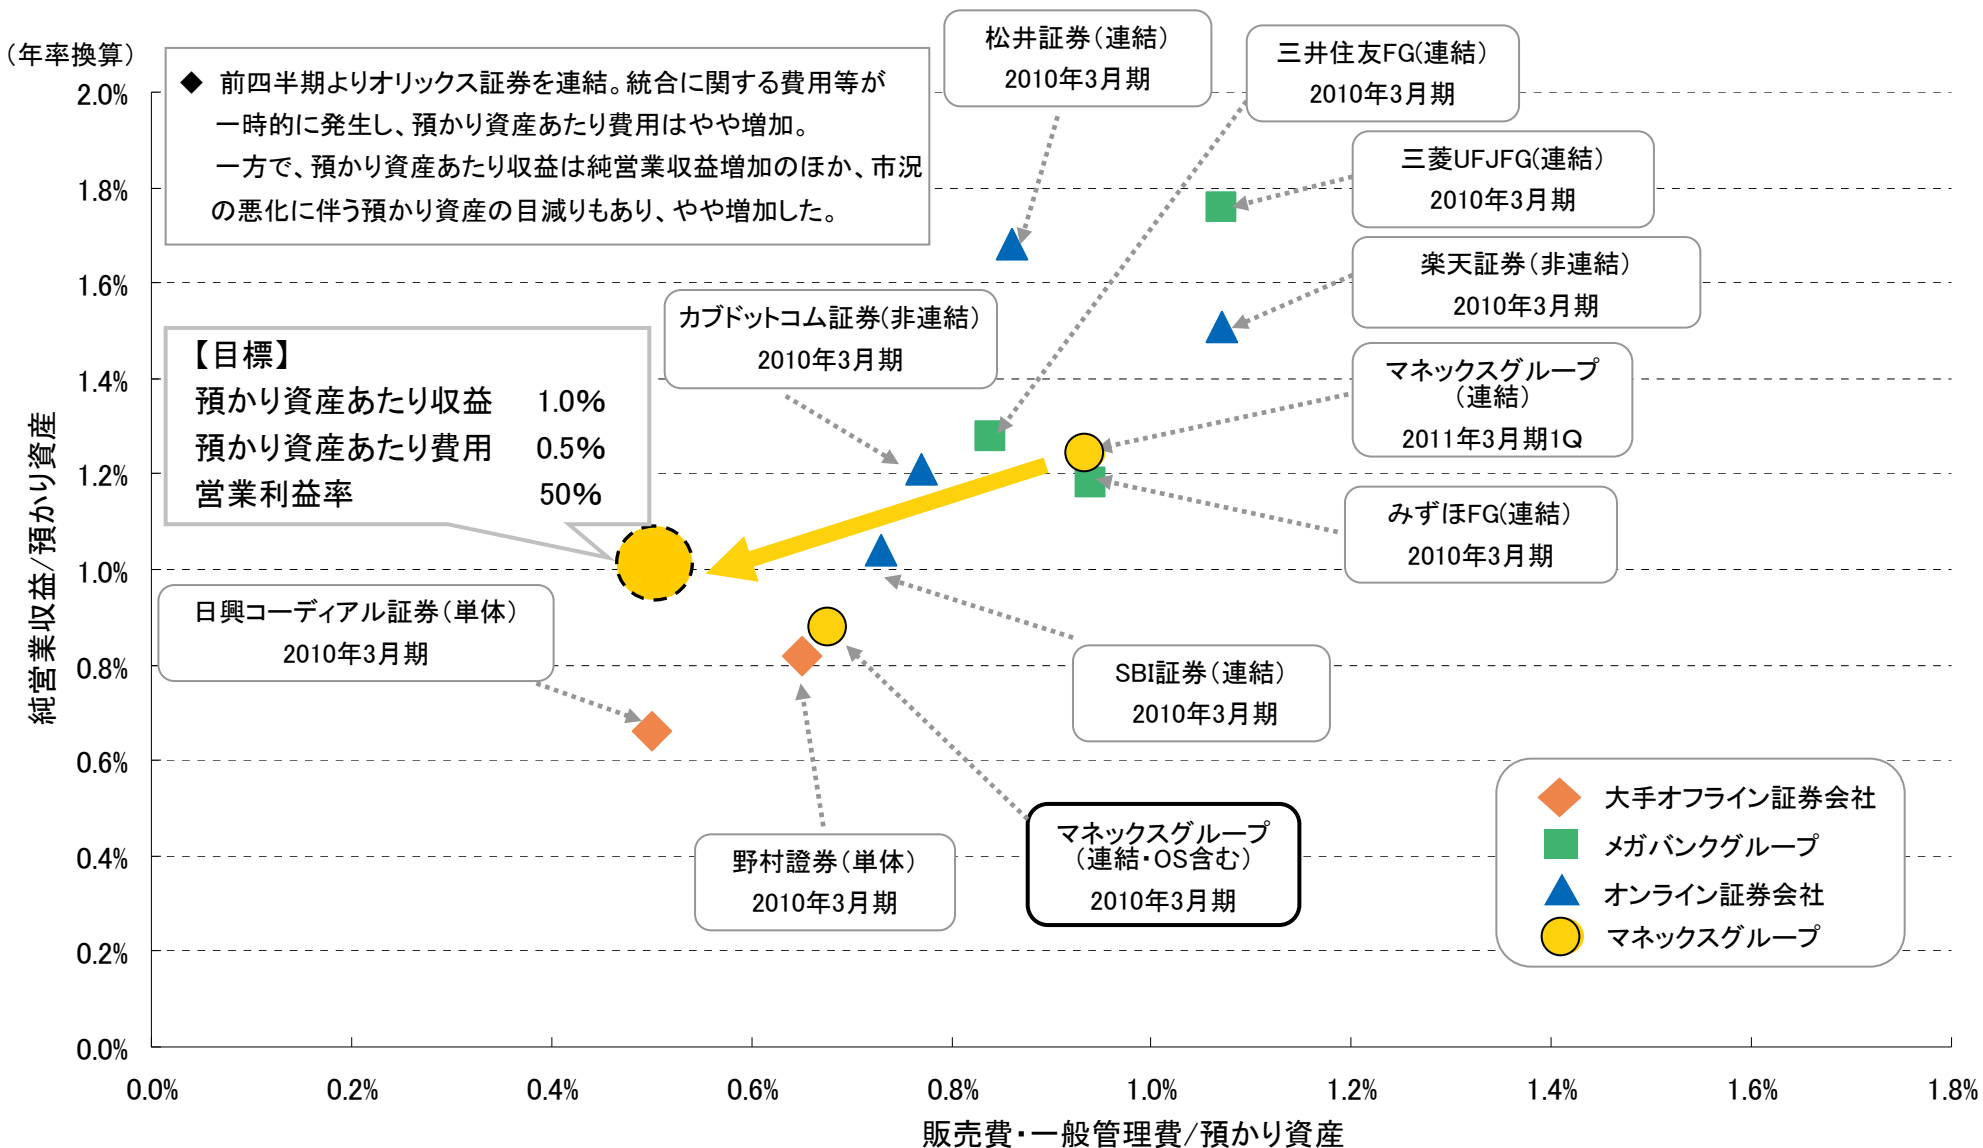 （年率換算）
◆ 前四半期よりオリックス証券を連結。統合に関する費用等が
一時的に発生し、預かり資産あたり費用はやや増加。
一方で、預かり資産あたり収益は純営業収益増加のほか、市況
の悪化に伴う預かり資産の目減りもあり、やや増加した。
松井証券（連結）
2010年3月期
三井住友FG(連結)
2010年3月期
三菱UFJFG(連結)
2010年3月期
楽天証券（非連結）
2010年3月期
カブドットコム証券(非連結)
2010年3月期
マネックスグループ
（連結）
2011年3月期1Q
みずほFG(連結)
2010年3月期
【目標】
預かり資産あたり収益 1.0%
預かり資産あたり費用 0.5%
営業利益率 50%
日興コーディアル証券（単体）
2010年3月期
SBI証券（連結）
2010年3月期
野村證券（単体）
2010年3月期
マネックスグループ
（連結・OS含む）
2010年3月期
大手オフライン証券会社
メガバンクグループ
オンライン証券会社
マネックスグループ
純営業収益/預かり資産
2.0%
1.8%
1.6%
1.4%
1.2%
1.0%
0.8%
0.6%
0.4%
0.2%
0.0%
0.0% 0.2% 0.4% 0.6% 0.8% 1.0% 1.2% 1.4% 1.6% 1.8%
販売費・一般管理費/預かり資産